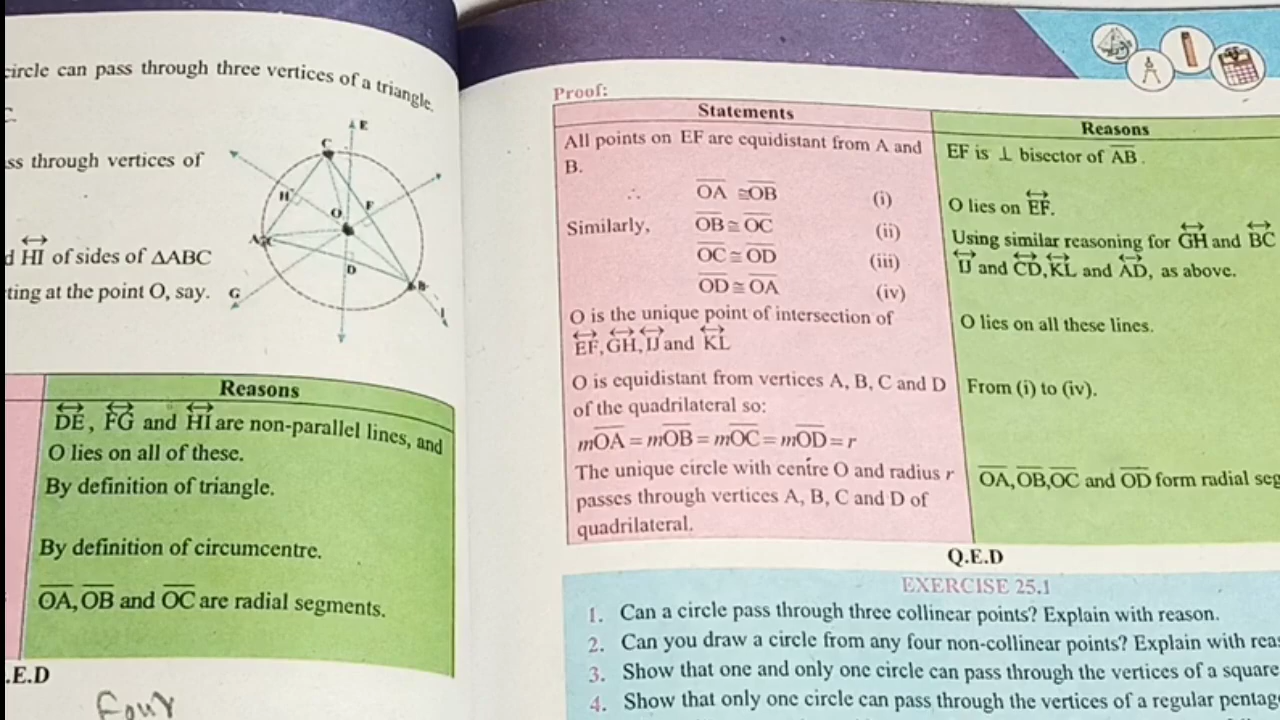 circle can pass through three vertices of a triangle.
C.
ss through vertices of
d HI of sides of ΔABC
ting at the point O, say.
C
E
H
O
F
A
D
B
G
I
Reasons
DE, FG and HI are non-parallel lines, and
O lies on all of these.
By definition of triangle.
By definition of circumcentre.
OA, OB and OC are radial segments.
.E.D
Four
Proof:
Statements
Reasons
All points on EF are equidistant from A and
B.
EF is ⊥ bisector of AB.
∴ OA ≅ OB (i)
O lies on EF.
Similarly, OB ≅ OC (ii)
Using similar reasoning for GH and BC
OC ≅ OD (iii)
IJ and CD, KL and AD, as above.
OD ≅ OA (iv)
O is the unique point of intersection of
EF, GH, IJ and KL
O lies on all these lines.
O is equidistant from vertices A, B, C and D
of the quadrilateral so:
From (i) to (iv).
mOA = mOB = mOC = mOD = r
The unique circle with centre O and radius r
passes through vertices A, B, C and D of
quadrilateral.
OA, OB, OC and OD form radial seg
Q.E.D
EXERCISE 25.1
1. Can a circle pass through three collinear points? Explain with reason.
2. Can you draw a circle from any four non-collinear points? Explain with reas
3. Show that one and only one circle can pass through the vertices of a square
4. Show that only one circle can pass through the vertices of a regular pentag